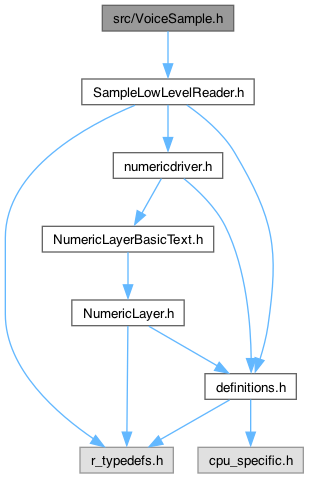 src/VoiceSample.h
SampleLowLevelReader.h
numericdriver.h
NumericLayerBasicText.h
NumericLayer.h
definitions.h
r_typedefs.h
cpu_specific.h